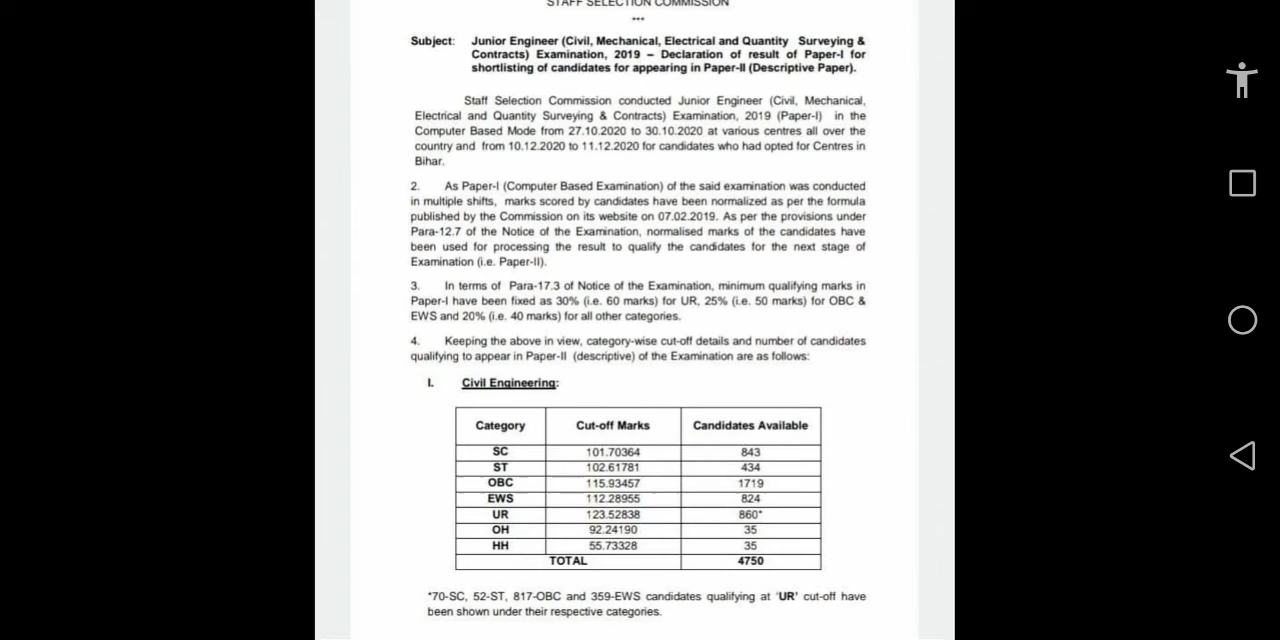 STAFF SELECTION COMMISSION
***
Subject: Junior Engineer (Civil, Mechanical, Electrical and Quantity Surveying &
Contracts) Examination, 2019 – Declaration of result of Paper-I for
shortlisting of candidates for appearing in Paper-II (Descriptive Paper).
Staff Selection Commission conducted Junior Engineer (Civil, Mechanical,
Electrical and Quantity Surveying & Contracts) Examination, 2019 (Paper-I) in the
Computer Based Mode from 27.10.2020 to 30.10.2020 at various centres all over the
country and from 10.12.2020 to 11.12.2020 for candidates who had opted for Centres in
Bihar.
2. As Paper-I (Computer Based Examination) of the said examination was conducted
in multiple shifts, marks scored by candidates have been normalized as per the formula
published by the Commission on its website on 07.02.2019. As per the provisions under
Para-12.7 of the Notice of the Examination, normalised marks of the candidates have
been used for processing the result to qualify the candidates for the next stage of
Examination (i.e. Paper-II).
3. In terms of Para-17.3 of Notice of the Examination, minimum qualifying marks in
Paper-I have been fixed as 30% (i.e. 60 marks) for UR, 25% (i.e. 50 marks) for OBC &
EWS and 20% (i.e. 40 marks) for all other categories.
4. Keeping the above in view, category-wise cut-off details and number of candidates
qualifying to appear in Paper-II (descriptive) of the Examination are as follows:
I. Civil Engineering:
Category Cut-off Marks Candidates Available
SC 101.70364 843
ST 102.61781 434
OBC 115.93457 1719
EWS 112.28955 824
UR 123.52838 860*
OH 92.24190 35
HH 55.73328 35
TOTAL 4750
*70-SC, 52-ST, 817-OBC and 359-EWS candidates qualifying at 'UR' cut-off have
been shown under their respective categories.